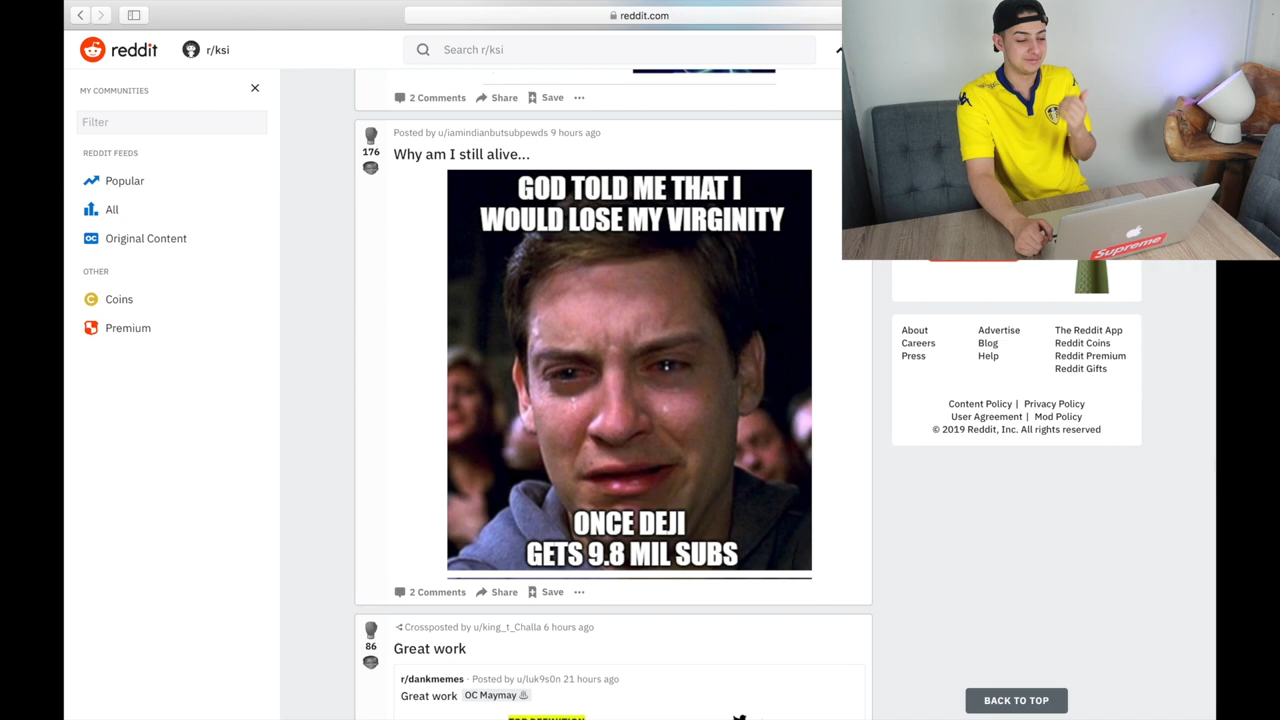 reddit.com
reddit
r/ksi
Search r/ksi
MY COMMUNITIES
Filter
REDDIT FEEDS
Popular
All
OC Original Content
OTHER
C Coins
Premium
2 Comments Share Save
Posted by u/iamindianbutsubpewds 9 hours ago
176
Why am I still alive...
GOD TOLD ME THAT I
WOULD LOSE MY VIRGINITY
ONCE DEJI
GETS 9.8 MIL SUBS
2 Comments Share Save
Crossposted by u/king_t_Challa 6 hours ago
86
Great work
r/dankmemes · Posted by u/luk9s0n 21 hours ago
Great work OC Maymay ♨
TOP DEFINITION
Supreme
About Advertise The Reddit App
Careers Blog Reddit Coins
Press Help Reddit Premium
Reddit Gifts
Content Policy | Privacy Policy
User Agreement | Mod Policy
© 2019 Reddit, Inc. All rights reserved
BACK TO TOP